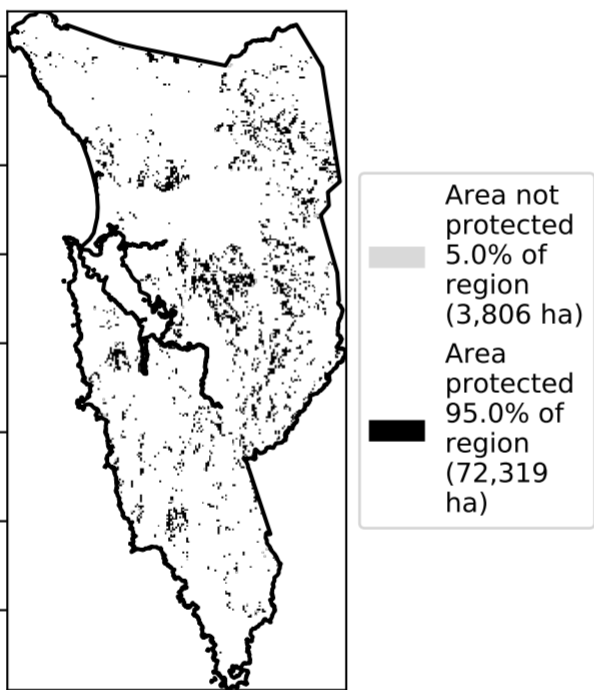 Area not
protected
5.0% of
region
(3,806 ha)
Area
protected
95.0% of
region
(72,319
ha)